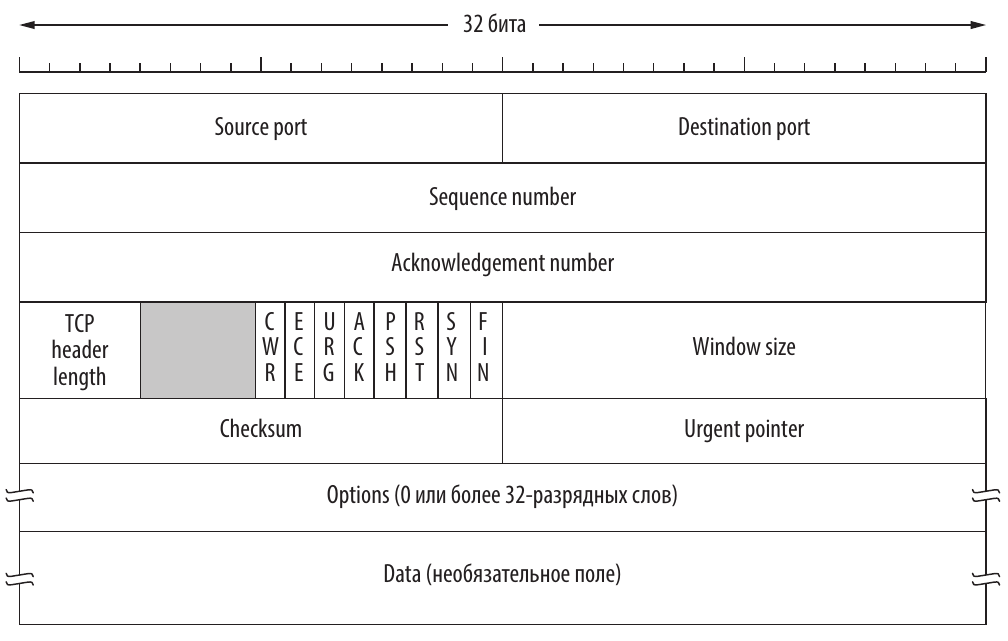 32 бита
Source port
Destination port
Sequence number
Acknowledgement number
TCP
header
length
CWR
ECE
URG
ACK
PSH
RST
SYN
FIN
Window size
Checksum
Urgent pointer
Options (0 или более 32-разрядных слов)
Data (необязательное поле)